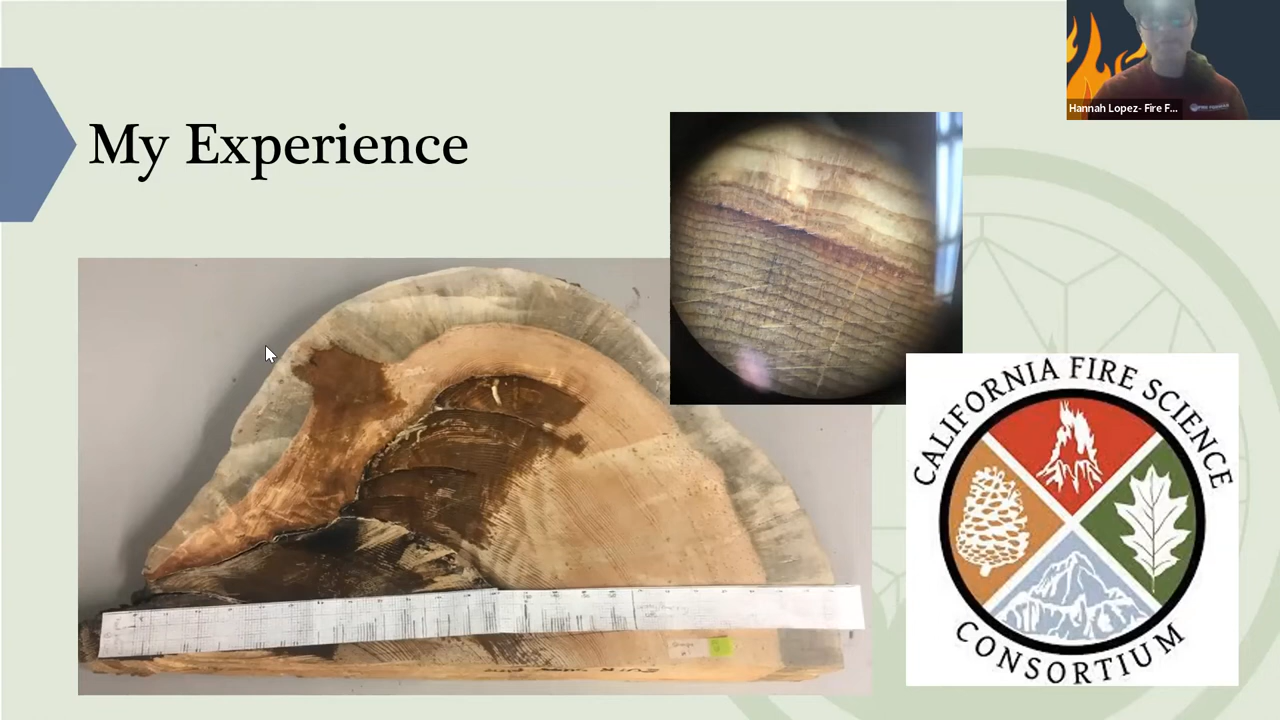 Hannah Lopez- Fire F...
My Experience
CALIFORNIA FIRE SCIENCE
CONSORTIUM